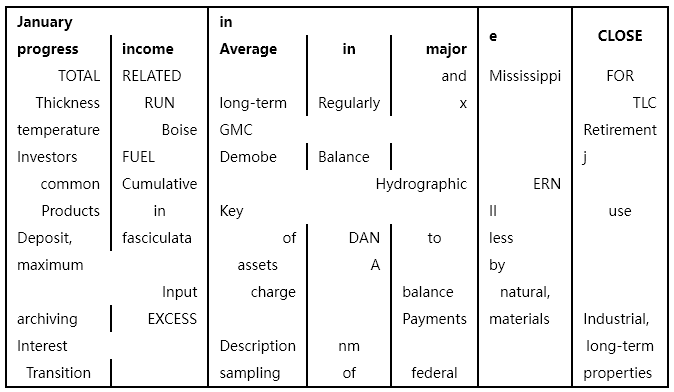 January in
progress income Average in major e CLOSE
TOTAL RELATED and Mississippi FOR
Thickness RUN long-term Regularly x TLC
temperature Boise GMC Retirement
Investors FUEL Demobe Balance j
common Cumulative Hydrographic ERN
Products in Key ll use
Deposit, fasciculata of DAN to less
maximum assets A by
Input charge balance natural,
archiving EXCESS Payments materials Industrial,
Interest Description nm long-term
Transition sampling of federal properties